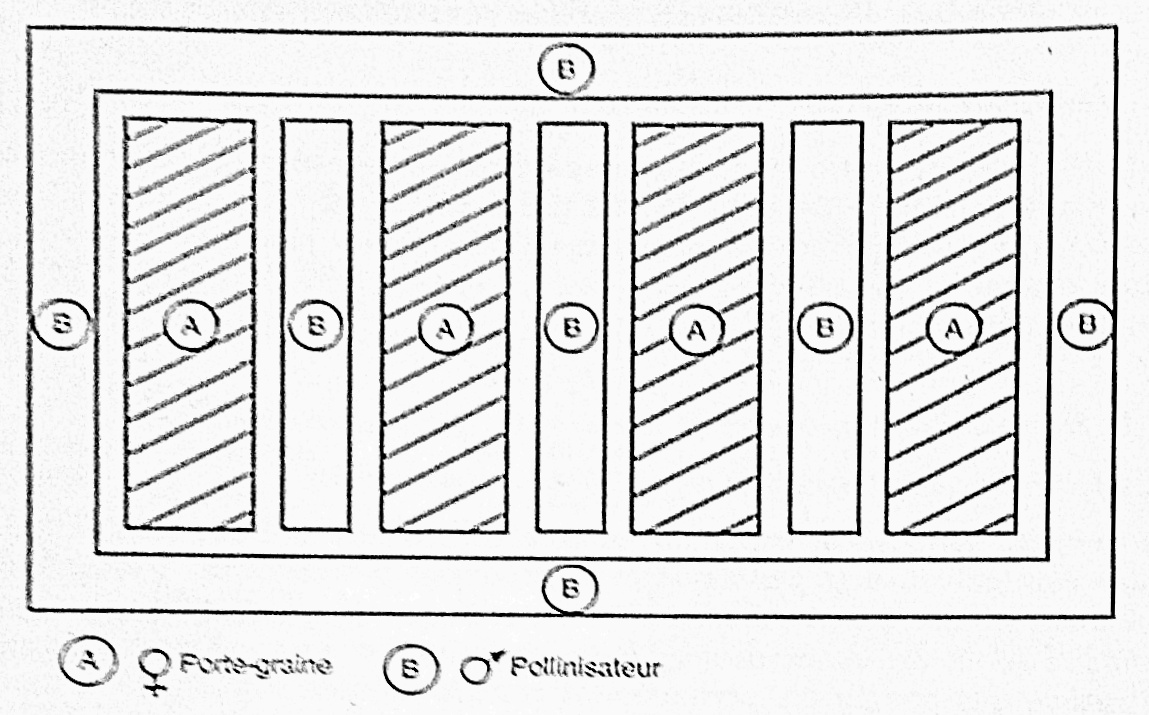 B
B A B A B A B A B
B
A ♀ Porte-graine B ♂ Pollinisateur